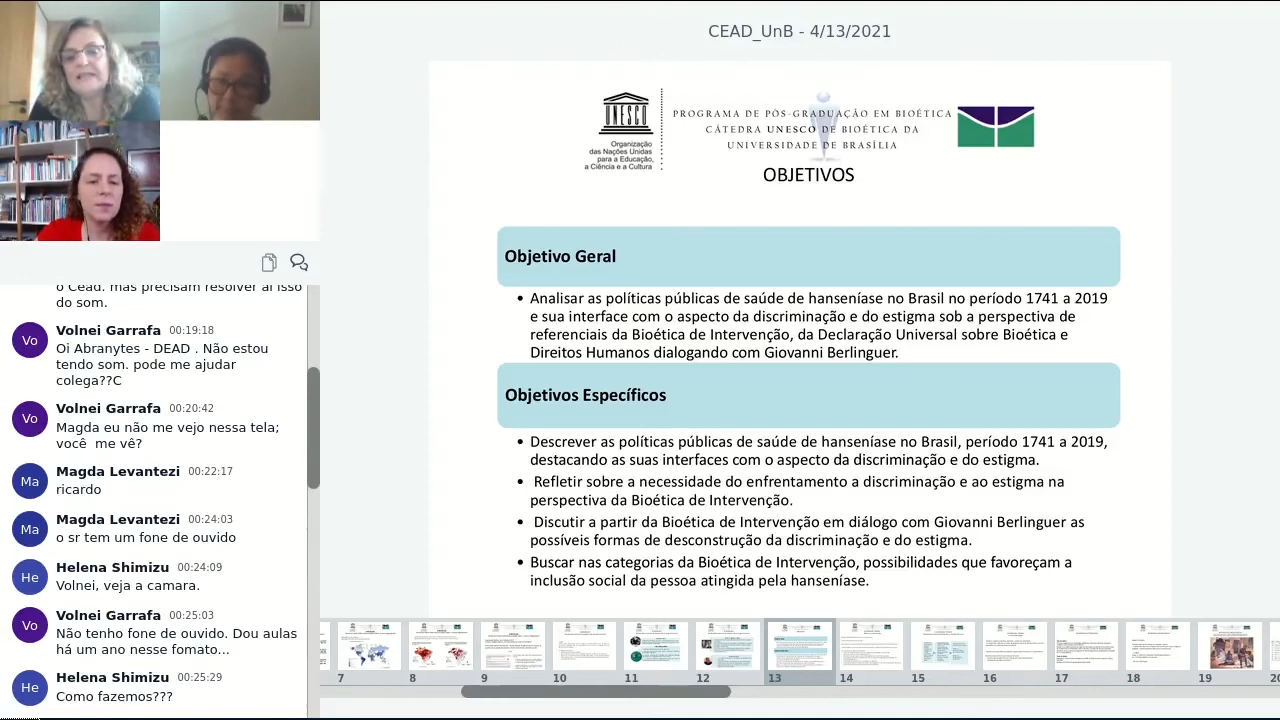 CEAD_UnB - 4/13/2021
UNESCO
Organização
das Nações Unidas
para a Educação,
a Ciência e a Cultura
PROGRAMA DE PÓS-GRADUAÇÃO EM BIOÉTICA
CÁTEDRA UNESCO DE BIOÉTICA DA
UNIVERSIDADE DE BRASÍLIA
OBJETIVOS
Objetivo Geral
• Analisar as políticas públicas de saúde de hanseníase no Brasil no período 1741 a 2019
e sua interface com o aspecto da discriminação e do estigma sob a perspectiva de
referenciais da Bioética de Intervenção, da Declaração Universal sobre Bioética e
Direitos Humanos dialogando com Giovanni Berlinguer.
Objetivos Específicos
• Descrever as políticas públicas de saúde de hanseníase no Brasil, período 1741 a 2019,
destacando as suas interfaces com o aspecto da discriminação e do estigma.
• Refletir sobre a necessidade do enfrentamento a discriminação e ao estigma na
perspectiva da Bioética de Intervenção.
• Discutir a partir da Bioética de Intervenção em diálogo com Giovanni Berlinguer as
possíveis formas de desconstrução da discriminação e do estigma.
• Buscar nas categorias da Bioética de Intervenção, possibilidades que favoreçam a
inclusão social da pessoa atingida pela hanseníase.
o Cead. mas precisam resolver aí isso
do som.
Vo
Volnei Garrafa 00:19:18
Oi Abranytes - DEAD . Não estou
tendo som. pode me ajudar
colega??C
Vo
Volnei Garrafa 00:20:42
Magda eu não me vejo nessa tela;
você me vê?
Ma
Magda Levantezi 00:22:17
ricardo
Ma
Magda Levantezi 00:24:03
o sr tem um fone de ouvido
He
Helena Shimizu 00:24:09
Volnei, veja a camara.
Vo
Volnei Garrafa 00:25:03
Não tenho fone de ouvido. Dou aulas
há um ano nesse fomato...
He
Helena Shimizu 00:25:29
Como fazemos???
7 8 9 10 11 12 13 14 15 16 17 18 19 20